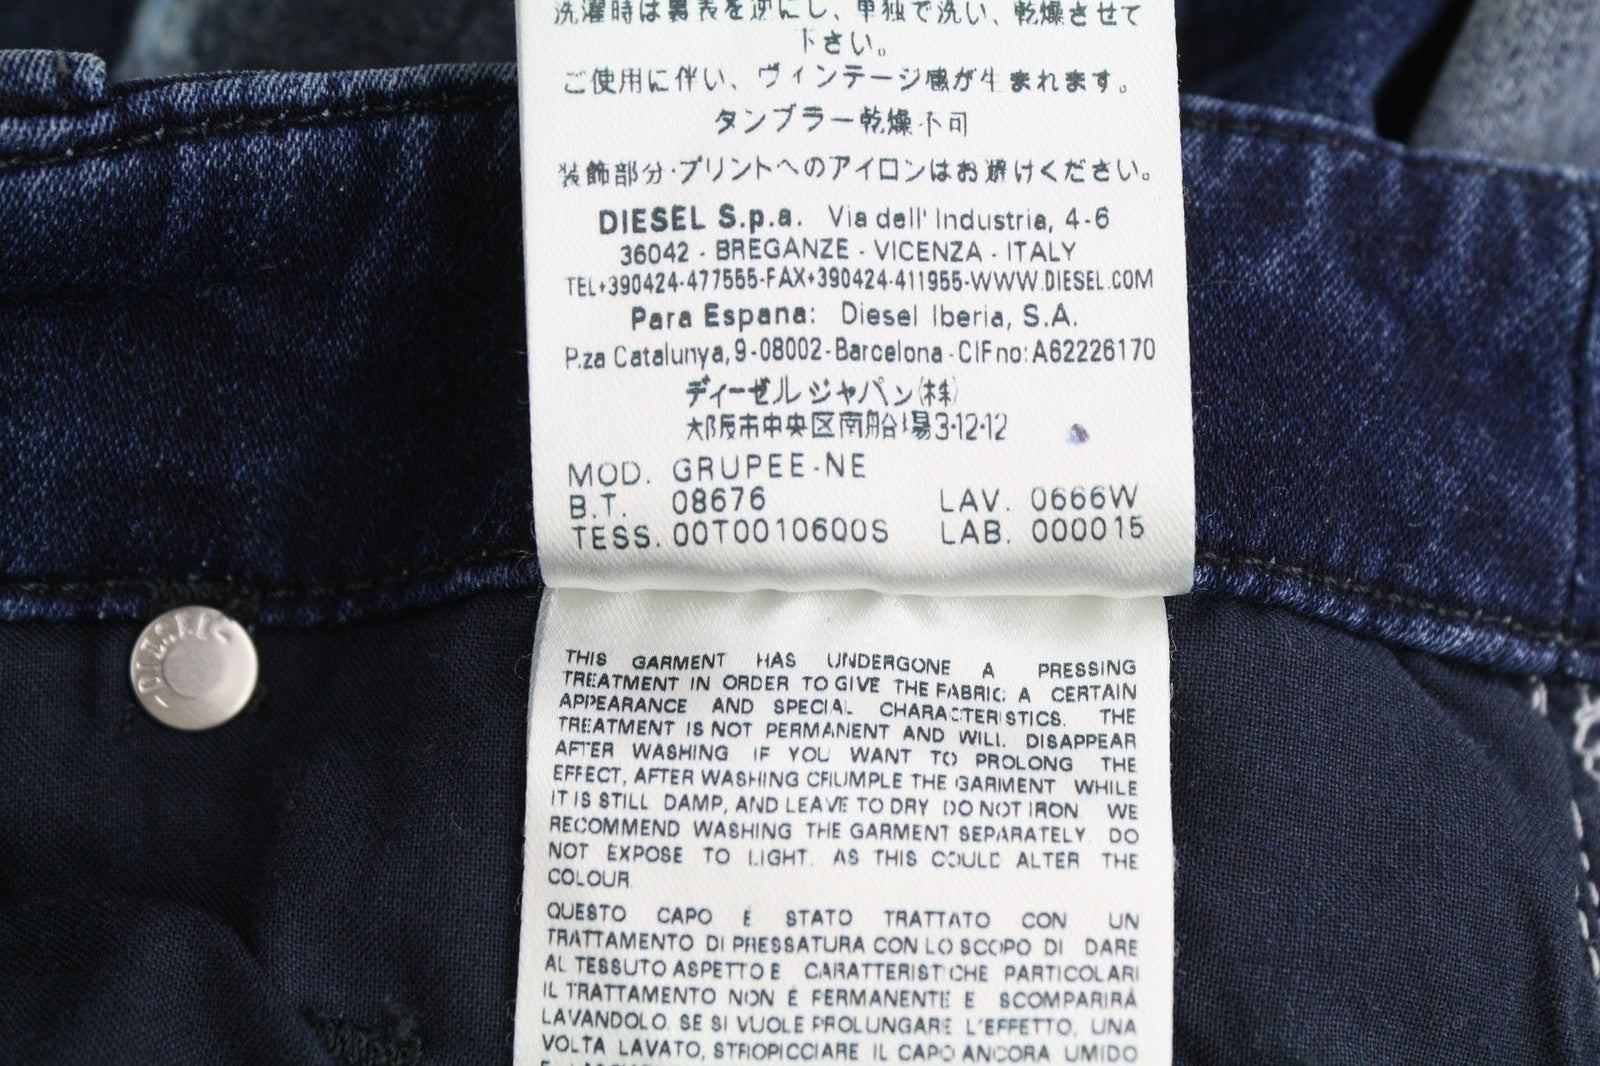 洗濯時は裏表を逆にし、単独で洗い、乾燥させて
下さい。
ご使用に伴い、ヴィンテージ感が生まれます。
タンブラー乾燥不可
装飾部分・プリントへのアイロンはお避けください。
DIESEL S.p.a. Via dell' Industria, 4-6
36042 - BREGANZE - VICENZA - ITALY
TEL+390424-477555-FAX+390424-411955-WWW.DIESEL.COM
Para Espana: Diesel Iberia, S.A.
P.za Catalunya, 9-08002-Barcelona-CIFno:A62226170
ディーゼルジャパン(株)
大阪市中央区南船場3-12-12
MOD. GRUPEE-NE
B.T. 08676 LAV. 0666W
TESS. 00T0010600S LAB. 000015
DIESEL
THIS GARMENT HAS UNDERGONE A PRESSING
TREATMENT IN ORDER TO GIVE THE FABRIC A CERTAIN
APPEARANCE AND SPECIAL CHARACTERISTICS. THE
TREATMENT IS NOT PERMANENT AND WILL DISAPPEAR
AFTER WASHING IF YOU WANT TO PROLONG THE
EFFECT, AFTER WASHING CRUMPLE THE GARMENT WHILE
IT IS STILL DAMP, AND LEAVE TO DRY DO NOT IRON WE
RECOMMEND WASHING THE GARMENT SEPARATELY. DO
NOT EXPOSE TO LIGHT. AS THIS COULD ALTER THE
COLOUR
QUESTO CAPO È STATO TRATTATO CON UN
TRATTAMENTO DI PRESSATURA CON LO SCOPO DI DARE
AL TESSUTO ASPETTO E CARATTERISTICHE PARTICOLARI
IL TRATTAMENTO NON È PERMANENTE E SCOMPARIRÀ
LAVANDOLO. SE SI VUOLE PROLUNGARE L'EFFETTO, UNA
VOLTA LAVATO, STROPICCIARE IL CAPO ANCORA UMIDO